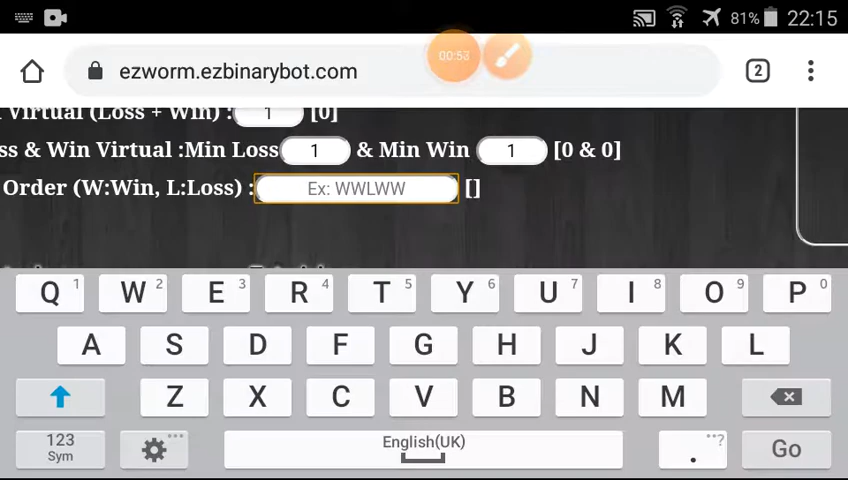 81% 22:15
00:53
ezworm.ezbinarybot.com 2
Virtual (Loss + Win) : 1 [0]
ss & Win Virtual :Min Loss 1 & Min Win 1 [0 & 0]
Order (W:Win, L:Loss) : Ex: WWLWW []
Q 1 W 2 E 3 R 4 T 5 Y 6 U 7 I 8 O 9 P 0
A S D F G H J K L
Z X C V B N M
123
Sym English(UK) . ,,? Go